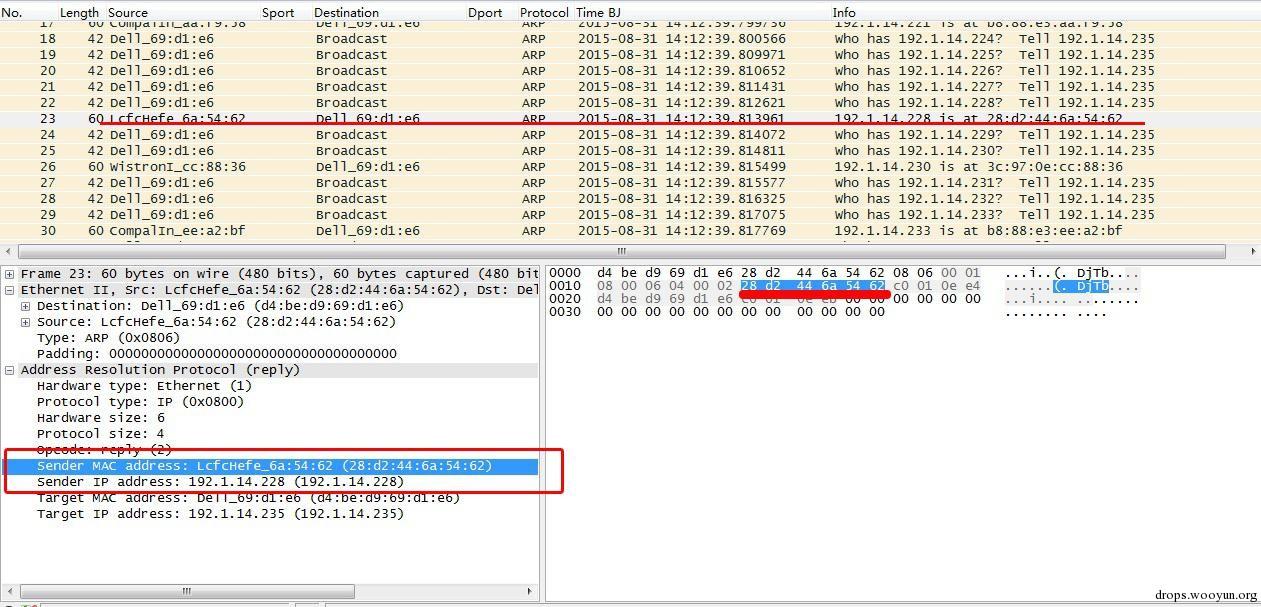 No. Length Source Sport Destination Dport Protocol Time BJ Info
17 60 CompalIn_aa:f9:58 Dell_69:d1:e6 ARP 2015-08-31 14:12:39.799736 192.1.14.221 is at b8:88:e3:aa:f9:58
18 42 Dell_69:d1:e6 Broadcast ARP 2015-08-31 14:12:39.800566 Who has 192.1.14.224? Tell 192.1.14.235
19 42 Dell_69:d1:e6 Broadcast ARP 2015-08-31 14:12:39.809971 Who has 192.1.14.225? Tell 192.1.14.235
20 42 Dell_69:d1:e6 Broadcast ARP 2015-08-31 14:12:39.810652 Who has 192.1.14.226? Tell 192.1.14.235
21 42 Dell_69:d1:e6 Broadcast ARP 2015-08-31 14:12:39.811431 Who has 192.1.14.227? Tell 192.1.14.235
22 42 Dell_69:d1:e6 Broadcast ARP 2015-08-31 14:12:39.812621 Who has 192.1.14.228? Tell 192.1.14.235
23 60 LcfcHefe_6a:54:62 Dell_69:d1:e6 ARP 2015-08-31 14:12:39.813961 192.1.14.228 is at 28:d2:44:6a:54:62
24 42 Dell_69:d1:e6 Broadcast ARP 2015-08-31 14:12:39.814072 Who has 192.1.14.229? Tell 192.1.14.235
25 42 Dell_69:d1:e6 Broadcast ARP 2015-08-31 14:12:39.814811 Who has 192.1.14.230? Tell 192.1.14.235
26 60 WistronI_cc:88:36 Dell_69:d1:e6 ARP 2015-08-31 14:12:39.815499 192.1.14.230 is at 3c:97:0e:cc:88:36
27 42 Dell_69:d1:e6 Broadcast ARP 2015-08-31 14:12:39.815577 Who has 192.1.14.231? Tell 192.1.14.235
28 42 Dell_69:d1:e6 Broadcast ARP 2015-08-31 14:12:39.816325 Who has 192.1.14.232? Tell 192.1.14.235
29 42 Dell_69:d1:e6 Broadcast ARP 2015-08-31 14:12:39.817075 Who has 192.1.14.233? Tell 192.1.14.235
30 60 CompalIn_ee:a2:bf Dell_69:d1:e6 ARP 2015-08-31 14:12:39.817769 192.1.14.233 is at b8:88:e3:ee:a2:bf
Frame 23: 60 bytes on wire (480 bits), 60 bytes captured (480 bit
Ethernet II, Src: LcfcHefe_6a:54:62 (28:d2:44:6a:54:62), Dst: Del
Destination: Dell_69:d1:e6 (d4:be:d9:69:d1:e6)
Source: LcfcHefe_6a:54:62 (28:d2:44:6a:54:62)
Type: ARP (0x0806)
Padding: 000000000000000000000000000000000000
Address Resolution Protocol (reply)
Hardware type: Ethernet (1)
Protocol type: IP (0x0800)
Hardware size: 6
Protocol size: 4
Opcode: reply (2)
Sender MAC address: LcfcHefe_6a:54:62 (28:d2:44:6a:54:62)
Sender IP address: 192.1.14.228 (192.1.14.228)
Target MAC address: Dell_69:d1:e6 (d4:be:d9:69:d1:e6)
Target IP address: 192.1.14.235 (192.1.14.235)
0000 d4 be d9 69 d1 e6 28 d2 44 6a 54 62 08 06 00 01 ...i..(. DjTb....
0010 08 00 06 04 00 02 28 d2 44 6a 54 62 c0 01 0e e4 ......(. DjTb....
0020 d4 be d9 69 d1 e6 c0 01 0e eb 00 00 00 00 00 00 ...i.... ........
0030 00 00 00 00 00 00 00 00 00 00 00 00 ........ ....
drops.wooyun.org